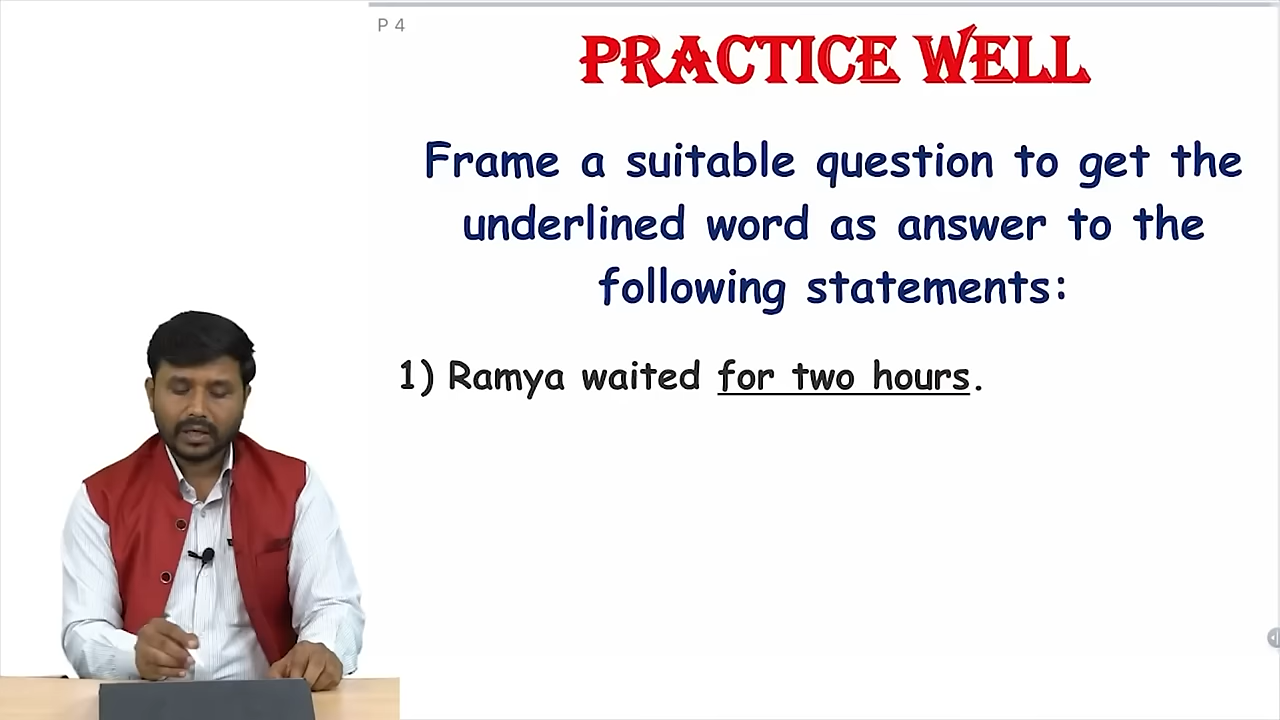 P 4
PRACTICE WELL
Frame a suitable question to get the
underlined word as answer to the
following statements:
1) Ramya waited for two hours.